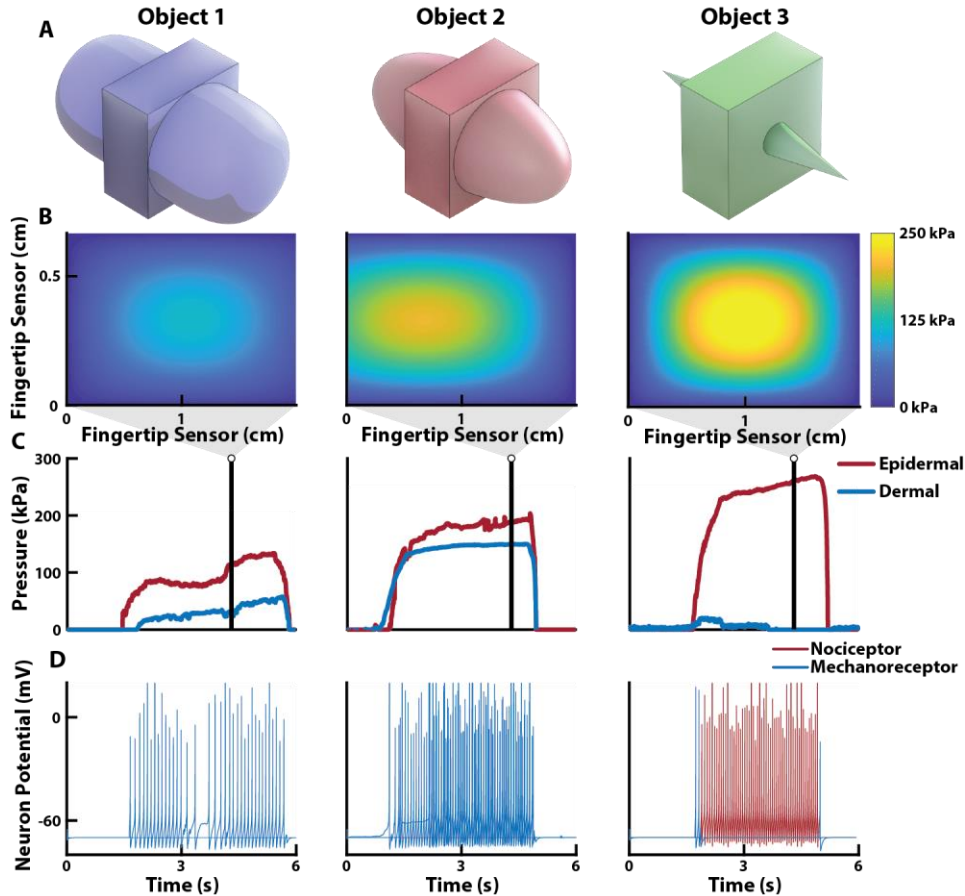 Object 1 Object 2 Object 3
A
B
Fingertip Sensor (cm)
0.5
0
0 1
Fingertip Sensor (cm)
0 1
Fingertip Sensor (cm)
0 1
Fingertip Sensor (cm)
250 kPa
125 kPa
0 kPa
C
Pressure (kPa)
300
200
100
0
Epidermal
Dermal
D
Neuron Potential (mV)
0
-60
Nociceptor
Mechanoreceptor
0 3 6
Time (s)
0 3 6
Time (s)
0 3 6
Time (s)